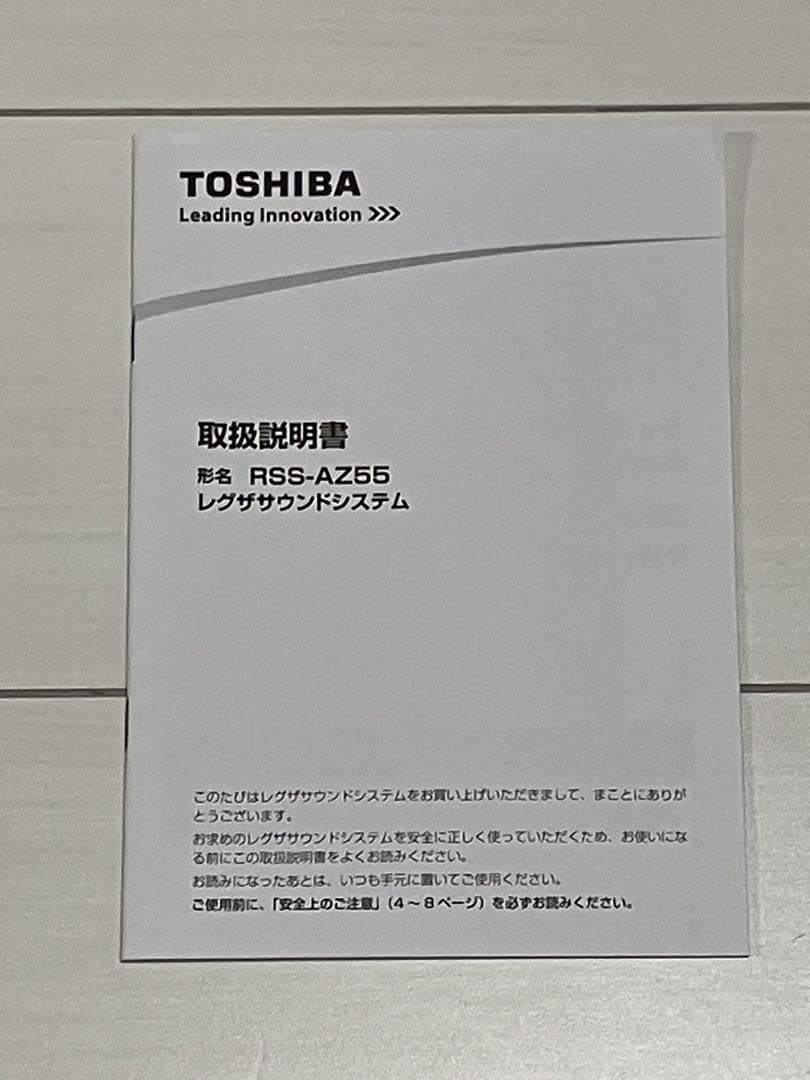 TOSHIBA
Leading Innovation >>>
取扱説明書
形名 RSS-AZ55
レグザサウンドシステム
このたびはレグザサウンドシステムをお買い上げいただきまして、まことにありが
とうございます。
お求めのレグザサウンドシステムを安全に正しく使っていただくため、お使いにな
る前にこの取扱説明書をよくお読みください。
お読みになったあとは、いつも手元に置いてご使用ください。
ご使用前に、「安全上のご注意」(4～8ページ)を必ずお読みください。